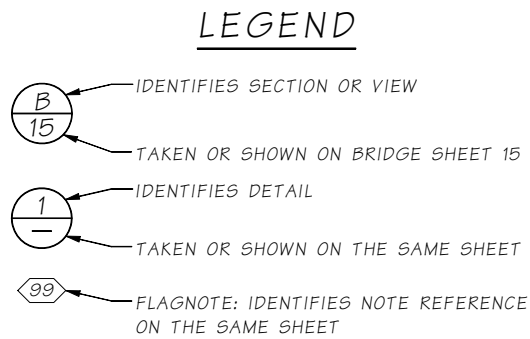 LEGEND
B
IDENTIFIES SECTION OR VIEW
15
TAKEN OR SHOWN ON BRIDGE SHEET 15
1
IDENTIFIES DETAIL
—
TAKEN OR SHOWN ON THE SAME SHEET
99
FLAGNOTE: IDENTIFIES NOTE REFERENCE
ON THE SAME SHEET